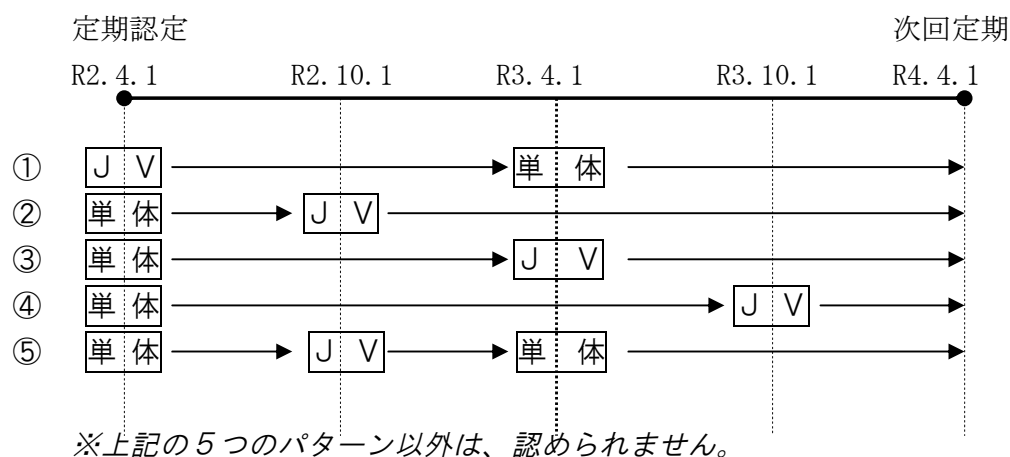 定期認定 次回定期
R2.4.1 R2.10.1 R3.4.1 R3.10.1 R4.4.1
① ＪＶ 単体
② 単体 ＪＶ
③ 単体 ＪＶ
④ 単体 ＪＶ
⑤ 単体 ＪＶ 単体
※上記の５つのパターン以外は、認められません。